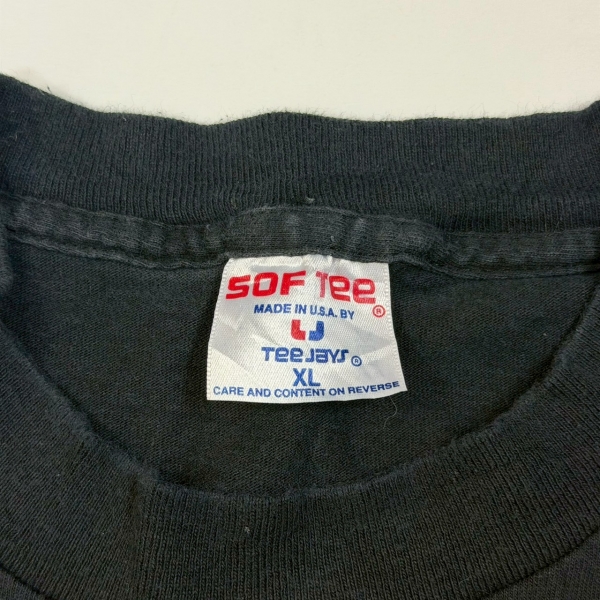 SOF TEE ®
MADE IN U.S.A. BY
TEE JAYS ®
XL
CARE AND CONTENT ON REVERSE